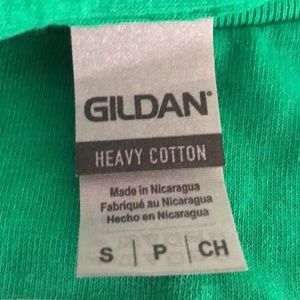 GILDAN®
HEAVY COTTON
Made in Nicaragua
Fabriqué au Nicaragua
Hecho en Nicaragua
S | P | CH